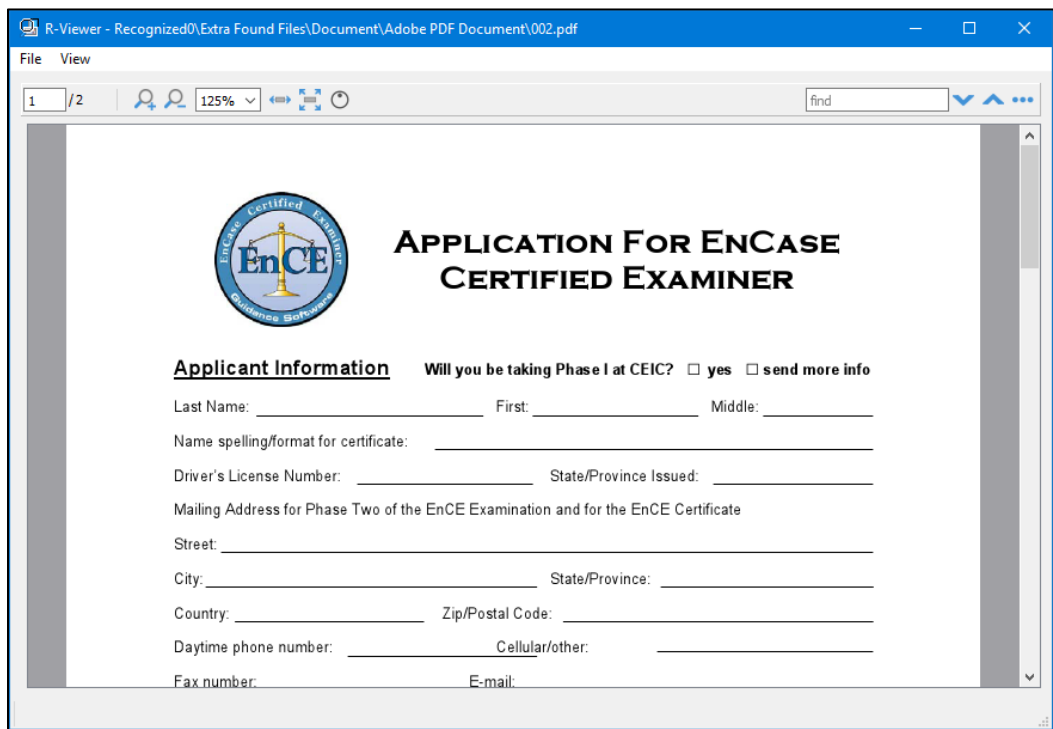 R-Viewer - Recognized0\Extra Found Files\Document\Adobe PDF Document\002.pdf
File View
1 /2 125% find
EnCase Certified Examiner
EnCE
Guidance Software
APPLICATION FOR ENCASE
CERTIFIED EXAMINER
Applicant Information Will you be taking Phase I at CEIC? ☐ yes ☐ send more info
Last Name: First: Middle:
Name spelling/format for certificate:
Driver's License Number: State/Province Issued:
Mailing Address for Phase Two of the EnCE Examination and for the EnCE Certificate
Street:
City: State/Province:
Country: Zip/Postal Code:
Daytime phone number: Cellular/other:
Fax number: E-mail: